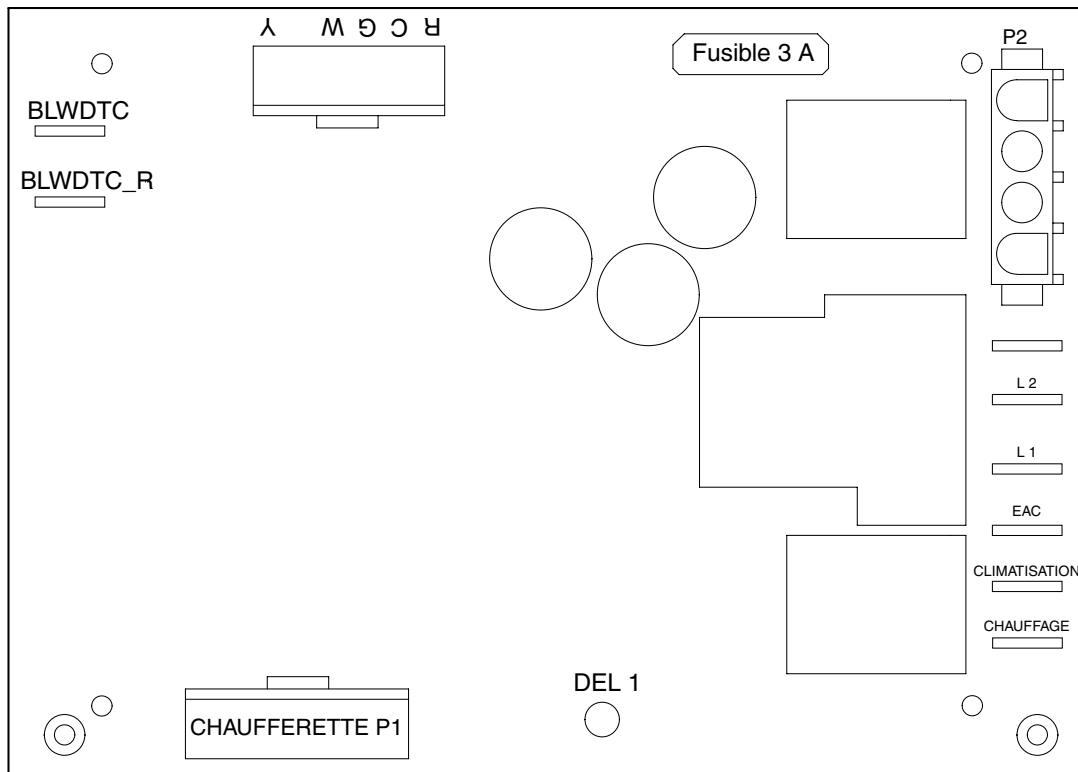 Y W G C R
P2
Fusible 3 A
BLWDTC
BLWDTC_R
L 2
L 1
EAC
CLIMATISATION
CHAUFFAGE
DEL 1
CHAUFFERETTE P1